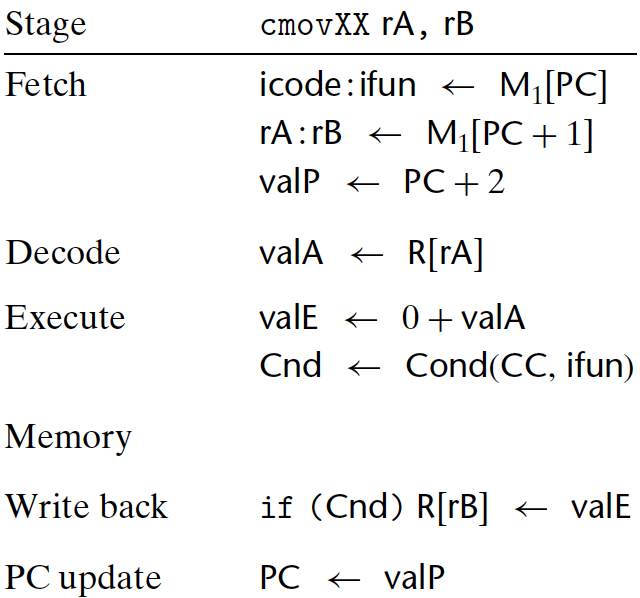 Stage cmovXX rA, rB
Fetch icode:ifun ← M₁[PC]
rA:rB ← M₁[PC + 1]
valP ← PC + 2
Decode valA ← R[rA]
Execute valE ← 0 + valA
Cnd ← Cond(CC, ifun)
Memory
Write back if (Cnd) R[rB] ← valE
PC update PC ← valP